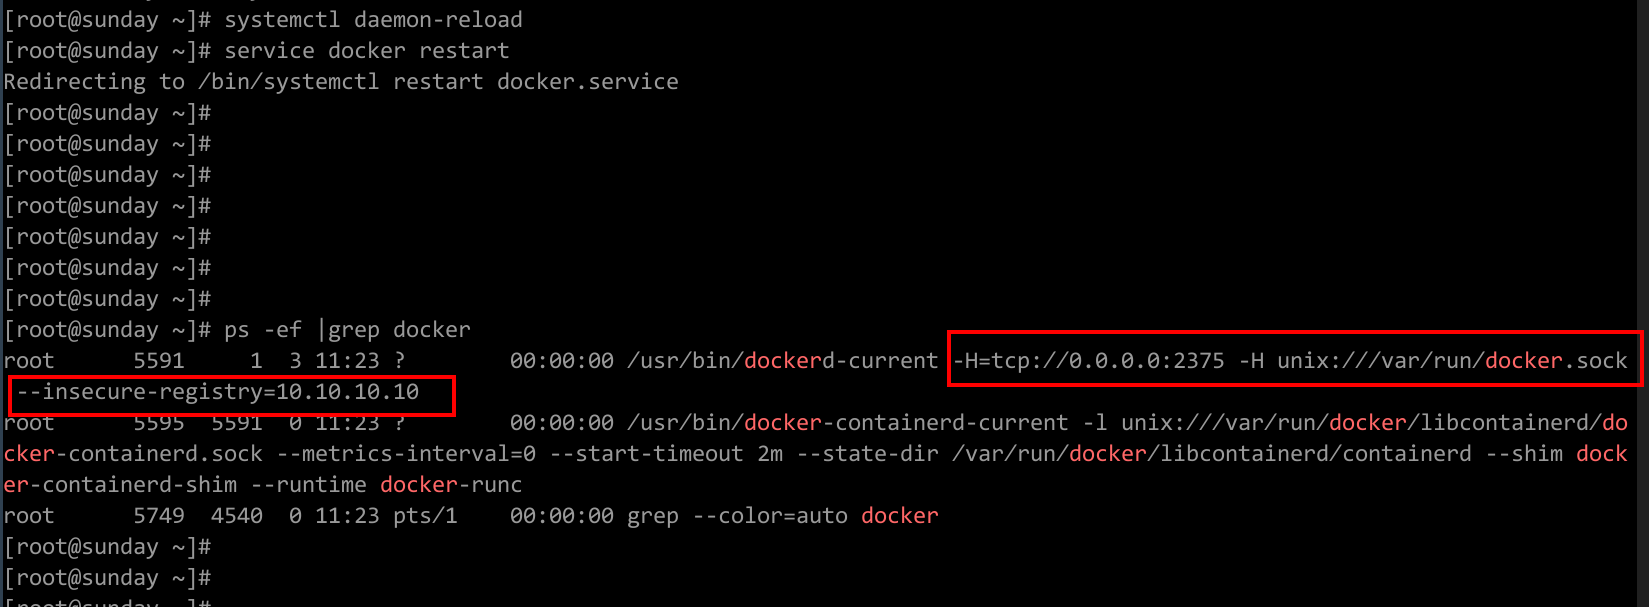 [root@sunday ~]# systemctl daemon-reload
[root@sunday ~]# service docker restart
Redirecting to /bin/systemctl restart docker.service
[root@sunday ~]#
[root@sunday ~]#
[root@sunday ~]#
[root@sunday ~]#
[root@sunday ~]#
[root@sunday ~]#
[root@sunday ~]#
[root@sunday ~]# ps -ef |grep docker
root      5591     1  3 11:23 ?        00:00:00 /usr/bin/dockerd-current -H=tcp://0.0.0.0:2375 -H unix:///var/run/docker.sock
--insecure-registry=10.10.10.10
root      5595  5591  0 11:23 ?        00:00:00 /usr/bin/docker-containerd-current -l unix:///var/run/docker/libcontainerd/do
cker-containerd.sock --metrics-interval=0 --start-timeout 2m --state-dir /var/run/docker/libcontainerd/containerd --shim dock
er-containerd-shim --runtime docker-runc
root      5749  4540  0 11:23 pts/1    00:00:00 grep --color=auto docker
[root@sunday ~]#
[root@sunday ~]#
[root@sunday ~]#